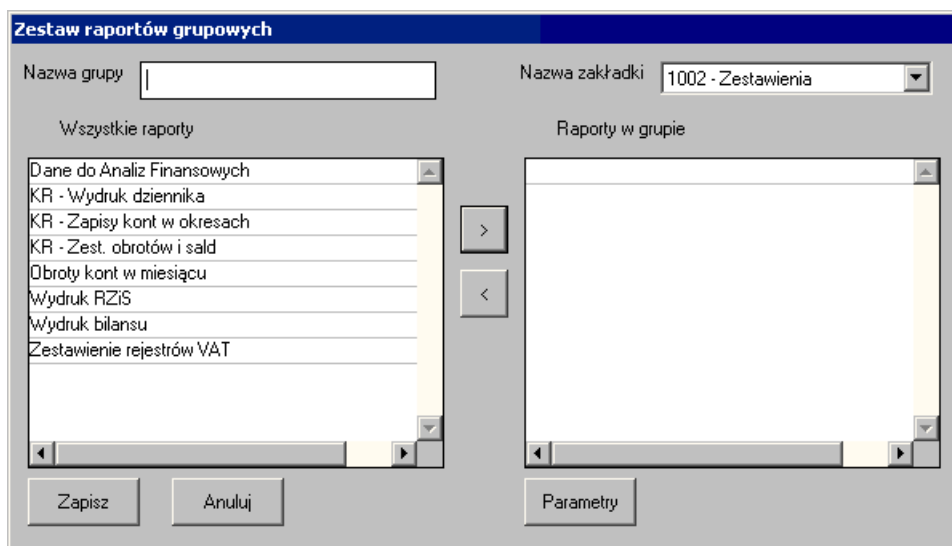 Zestaw raportów grupowych
Nazwa grupy
Nazwa zakładki 1002 - Zestawienia
Wszystkie raporty
Raporty w grupie
Dane do Analiz Finansowych
KR - Wydruk dziennika
KR - Zapisy kont w okresach
KR - Zest. obrotów i sald
Obroty kont w miesiącu
Wydruk RZiS
Wydruk bilansu
Zestawienie rejestrów VAT
>
<
Zapisz
Anuluj
Parametry